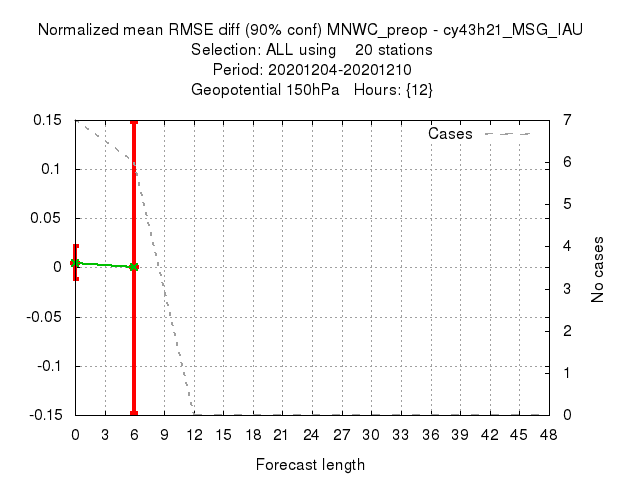 Normalized mean RMSE diff (90% conf) MNWC_preop - cy43h21_MSG_IAU
Selection: ALL using    20 stations
Period: 20201204-20201210
Geopotential 150hPa   Hours: {12}
Cases
0.15
0.1
0.05
0
-0.05
-0.1
-0.15
7
6
5
4
3
2
1
0
No cases
0 3 6 9 12 15 18 21 24 27 30 33 36 39 42 45 48
Forecast length